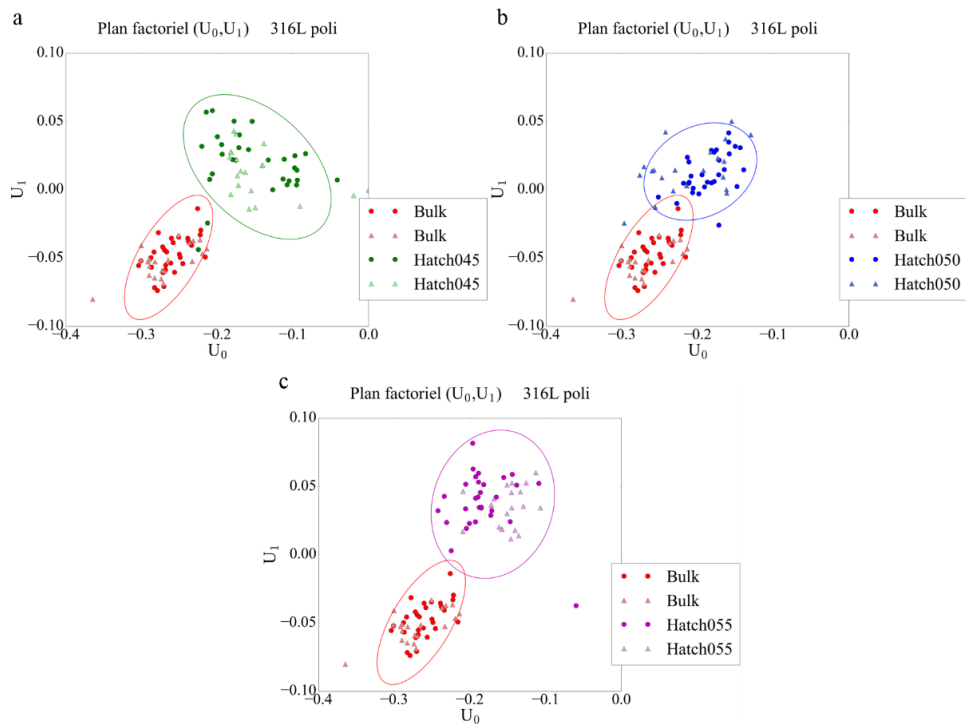 a
Plan factoriel (U0,U1) 316L poli
0.10
0.05
0.00
−0.05
−0.10
U1
−0.4 −0.3 −0.2 −0.1 0.0
U0
Bulk
Bulk
Hatch045
Hatch045
b
Plan factoriel (U0,U1) 316L poli
0.10
0.05
0.00
−0.05
−0.10
U1
−0.4 −0.3 −0.2 −0.1 0.0
U0
Bulk
Bulk
Hatch050
Hatch050
c
Plan factoriel (U0,U1) 316L poli
0.10
0.05
0.00
−0.05
−0.10
U1
−0.4 −0.3 −0.2 −0.1 0.0
U0
Bulk
Bulk
Hatch055
Hatch055